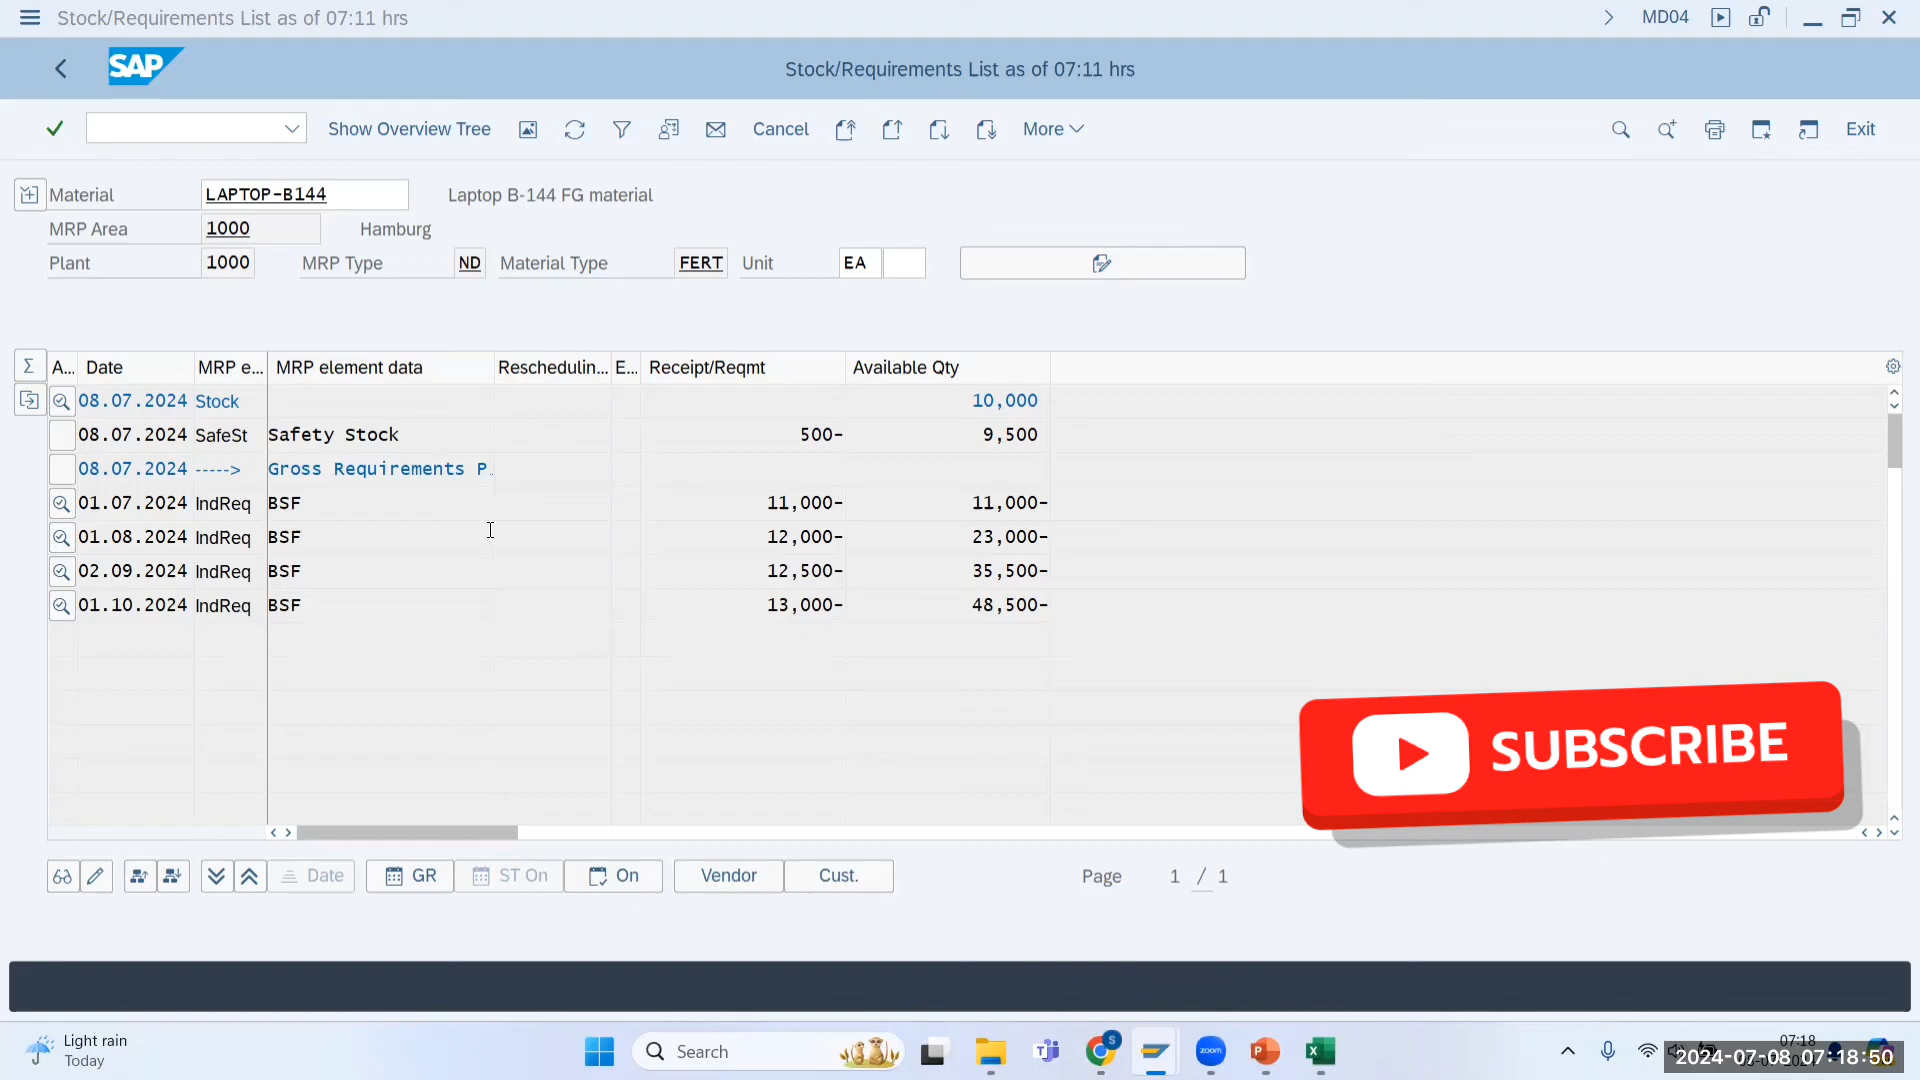 Stock/Requirements List as of 07:11 hrs
MD04
SAP
Stock/Requirements List as of 07:11 hrs
Show Overview Tree
Cancel
More
Exit
Material LAPTOP-B144 Laptop B-144 FG material
MRP Area 1000 Hamburg
Plant 1000 MRP Type ND Material Type FERT Unit EA
A... Date MRP e... MRP element data Reschedulin... E... Receipt/Reqmt Available Qty
08.07.2024 Stock 10,000
08.07.2024 SafeSt Safety Stock 500- 9,500
08.07.2024 -----> Gross Requirements P.
01.07.2024 IndReq BSF 11,000- 11,000-
01.08.2024 IndReq BSF 12,000- 23,000-
02.09.2024 IndReq BSF 12,500- 35,500-
01.10.2024 IndReq BSF 13,000- 48,500-
SUBSCRIBE
Date GR ST On On Vendor Cust. Page 1 / 1
Light rain
Today
Search
zoom
07:18
2024-07-08 07:18:50